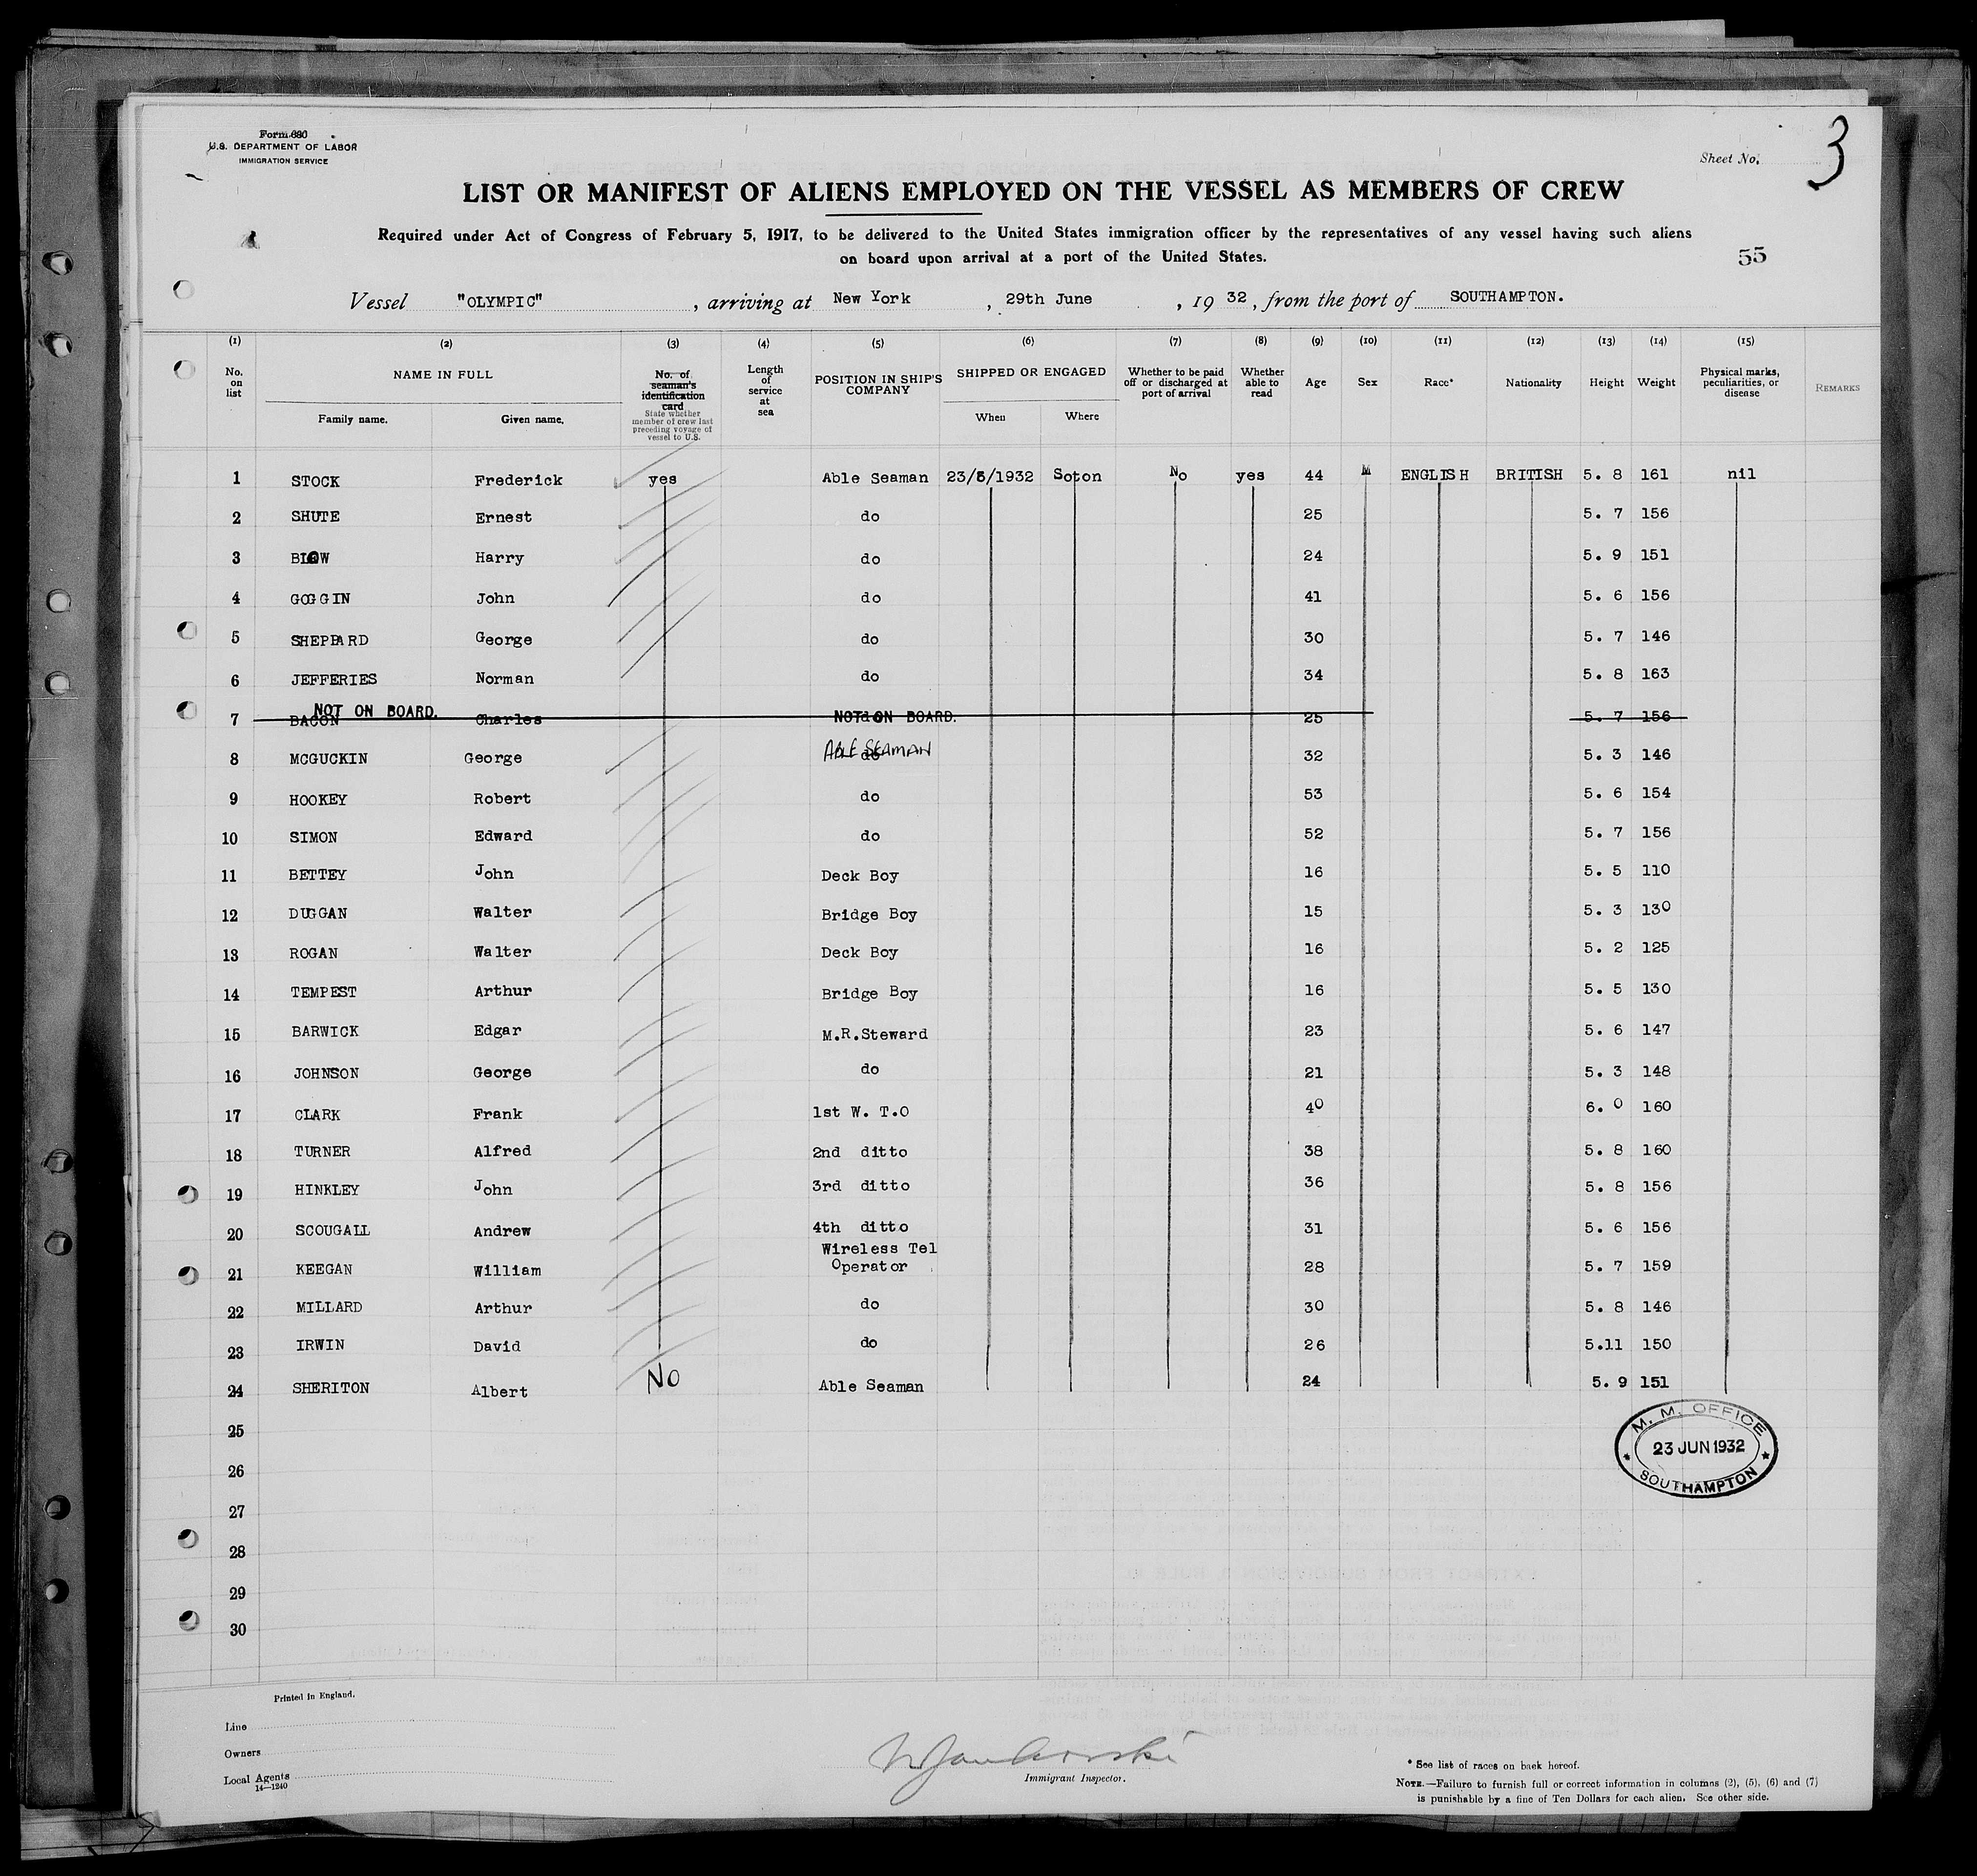 Form 680
U.S. DEPARTMENT OF LABOR
IMMIGRATION SERVICE
Sheet No. 3
LIST OR MANIFEST OF ALIENS EMPLOYED ON THE VESSEL AS MEMBERS OF CREW
Required under Act of Congress of February 5, 1917, to be delivered to the United States immigration officer by the representatives of any vessel having such aliens
on board upon arrival at a port of the United States.
55
Vessel "OLYMPIC", arriving at New York, 29th June, 1932, from the port of SOUTHAMPTON.
(1) (2) (3) (4) (5) (6) (7) (8) (9) (10) (11) (12) (13) (14) (15)
No. on list
NAME IN FULL
Family name. Given name.
No. of seaman's identification card
State whether member of crew last preceding voyage of vessel to U.S.
Length of service at sea
POSITION IN SHIP'S COMPANY
SHIPPED OR ENGAGED
When Where
Whether to be paid off or discharged at port of arrival
Whether able to read
Age
Sex
Race*
Nationality
Height
Weight
Physical marks, peculiarities, or disease
REMARKS
1 STOCK Frederick yes Able Seaman 23/5/1932 Soton No yes 44 M ENGLISH BRITISH 5. 8 161 nil
2 SHUTE Ernest do 25 5. 7 156
3 BLOW Harry do 24 5. 9 151
4 GOGGIN John do 41 5. 6 156
5 SHEPPARD George do 30 5. 7 146
6 JEFFERIES Norman do 34 5. 8 163
NOT ON BOARD. NOT ON BOARD.
7 BACON Charles do 25 5. 7 156
ABLE SEAMAN
8 MCGUCKIN George do 32 5. 3 146
9 HOOKEY Robert do 53 5. 6 154
10 SIMON Edward do 52 5. 7 156
11 BETTEY John Deck Boy 16 5. 5 110
12 DUGGAN Walter Bridge Boy 15 5. 3 130
13 ROGAN Walter Deck Boy 16 5. 2 125
14 TEMPEST Arthur Bridge Boy 16 5. 5 130
15 BARWICK Edgar M.R.Steward 23 5. 6 147
16 JOHNSON George do 21 5. 3 148
17 CLARK Frank 1st W. T.O 40 6. 0 160
18 TURNER Alfred 2nd ditto 38 5. 8 160
19 HINKLEY John 3rd ditto 36 5. 8 156
20 SCOUGALL Andrew 4th ditto 31 5. 6 156
Wireless Tel
21 KEEGAN William Operator 28 5. 7 159
22 MILLARD Arthur do 30 5. 8 146
23 IRWIN David do 26 5.11 150
24 SHERITON Albert NO Able Seaman 24 5. 9 151
25
26
27
28
29
30
M. M. OFFICE
23 JUN 1932
SOUTHAMPTON
Printed in England.
Line
Owners
Local Agents
14—1240
Immigrant Inspector.
* See list of races on back hereof.
NOTE.—Failure to furnish full or correct information in columns (2), (5), (6) and (7)
is punishable by a fine of Ten Dollars for each alien. See other side.